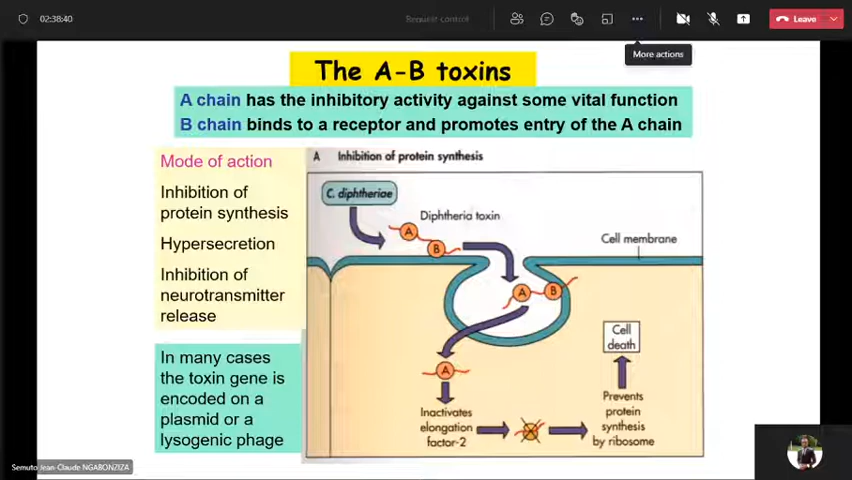 02:38:40
Request control
Leave
More actions
The A-B toxins
A chain has the inhibitory activity against some vital function
B chain binds to a receptor and promotes entry of the A chain
Mode of action
Inhibition of
protein synthesis
Hypersecretion
Inhibition of
neurotransmitter
release
In many cases
the toxin gene is
encoded on a
plasmid or a
lysogenic phage
A Inhibition of protein synthesis
C. diphtheriae
Diphtheria toxin
A
B
Cell membrane
A
B
A
Inactivates
elongation
factor-2
Cell
death
Prevents
protein
synthesis
by ribosome
Semuto Jean-Claude NGABONZIZA